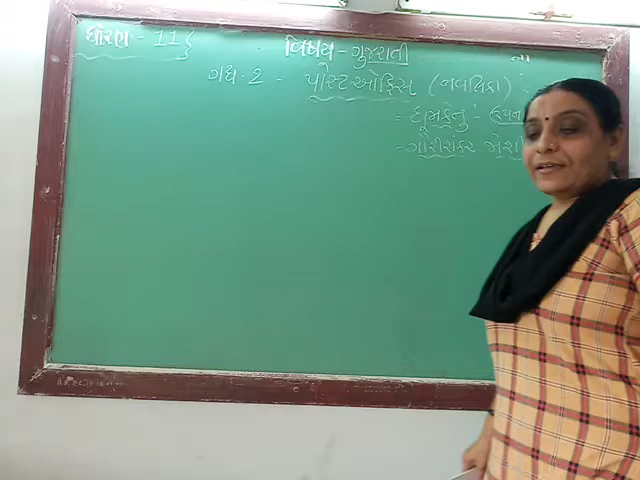 ધોરણ - 11
વિષય - ગુજરાતી
ગદ્ય. 2 - પોસ્ટઑફિસ (નવલિકા) :
- ધૂમકેતુ :
- ગૌરીશંકર